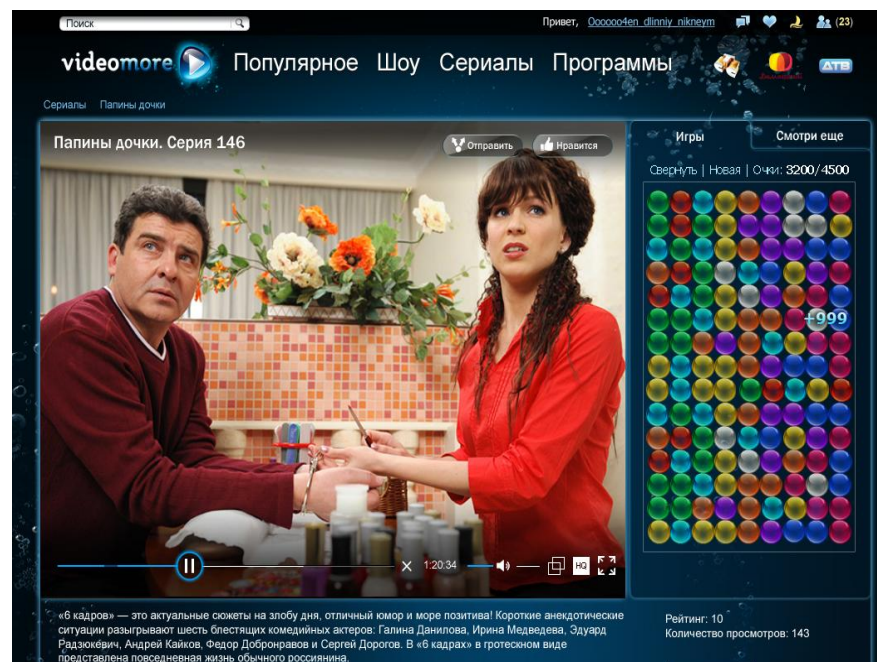 Поиск
Привет, Oooooo4en_dlinniy_nikneym
(23)
videomore
Популярное Шоу Сериалы Программы
ДТВ
Сериалы Папины дочки
Папины дочки. Серия 146
Отправить
Нравится
Игры
Смотри еще
Свернуть | Новая | Очки: 3200/4500
+999
1:20:34
HQ
«6 кадров» — это актуальные сюжеты на злобу дня, отличный юмор и море позитива! Короткие анекдотические
ситуации разыгрывают шесть блестящих комедийных актеров: Галина Данилова, Ирина Медведева, Эдуард
Радзюкевич, Андрей Кайков, Федор Добронравов и Сергей Дорогов. В «6 кадрах» в гротескном виде
представлена повседневная жизнь обычного россиянина.
Рейтинг: 10
Количество просмотров: 143